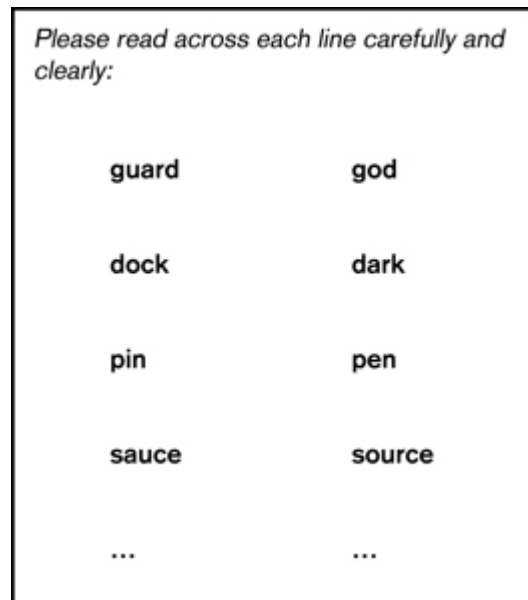 Please read across each line carefully and
clearly:
guard god
dock dark
pin pen
sauce source
... ...